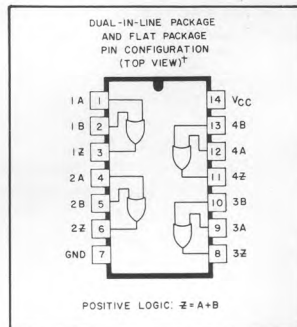 DUAL-IN-LINE PACKAGE
AND FLAT PACKAGE
PIN CONFIGURATION
(TOP VIEW)†
1A 1
1B 2
1Z 3
2A 4
2B 5
2Z 6
GND 7
14 VCC
13 4B
12 4A
11 4Z
10 3B
9 3A
8 3Z
POSITIVE LOGIC: Z=A+B